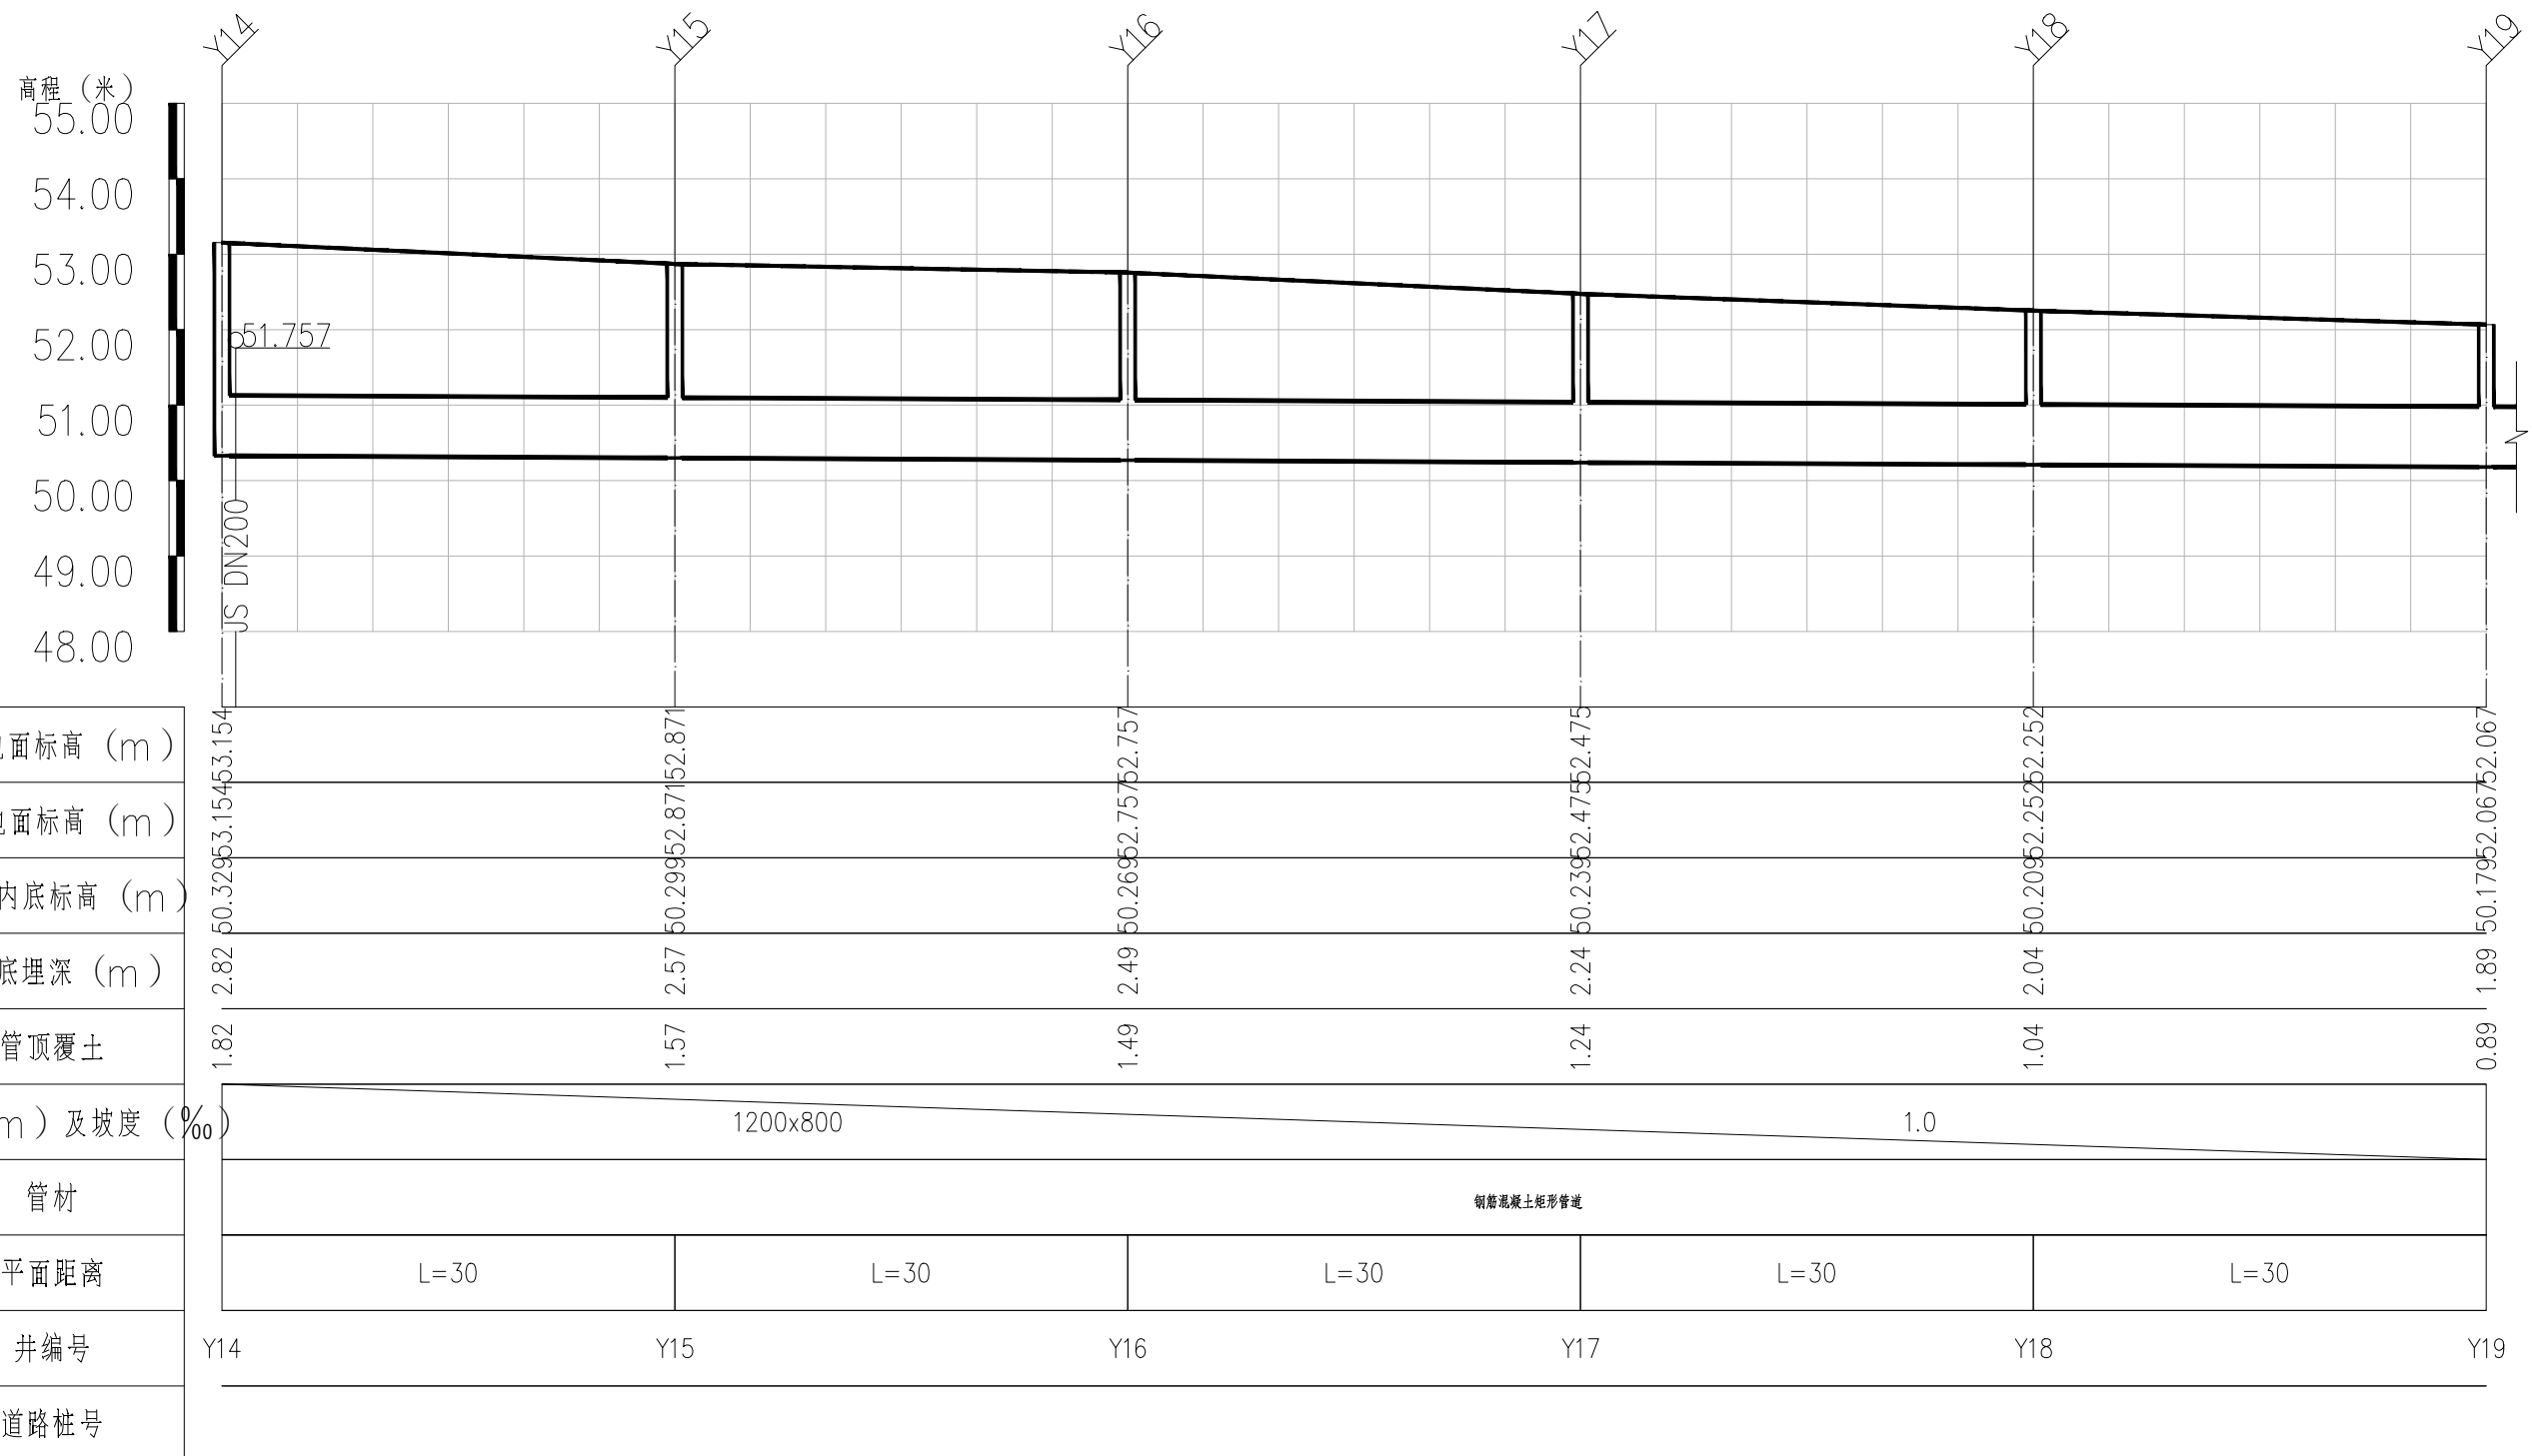 Y14 Y15 Y16 Y17 Y18 Y19
高程（米）
55.00
54.00
53.00
52.00
51.00
50.00
49.00
48.00
51.757
JS DN200
地面标高（m） 53.154 52.871 52.757 52.475 52.252 52.067
地面标高（m） 53.154 52.871 52.757 52.475 52.252 52.067
内底标高（m） 50.329 50.299 50.269 50.239 50.209 50.179
底埋深（m） 2.82 2.57 2.49 2.24 2.04 1.89
管顶覆土 1.82 1.57 1.49 1.24 1.04 0.89
m）及坡度（‰） 1200x800 1.0
管材 钢筋混凝土矩形管道
平面距离 L=30 L=30 L=30 L=30 L=30
井编号 Y14 Y15 Y16 Y17 Y18 Y19
道路桩号